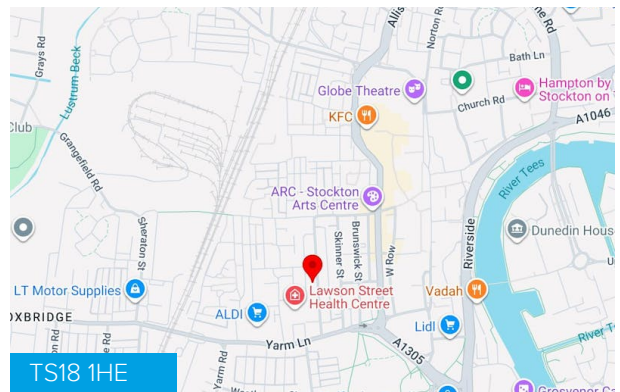 Grays Rd
Lustrum Beck
Club
Grangefield Rd
Sheraton St
LT Motor Supplies
OXBRIDGE
Globe Theatre
KFC
Norton Rd
Bath Ln
Church Rd
Hampton by
Stockton on
A1046
River Tees
ARC - Stockton
Arts Centre
Skinner St
Brunswick St
W Row
Riverside
Dunedin Hous
Lawson Street
Health Centre
ALDI
Vadah
Lidl
Yarm Ln
A1305
Yarm Rd
River T
TS18 1HE